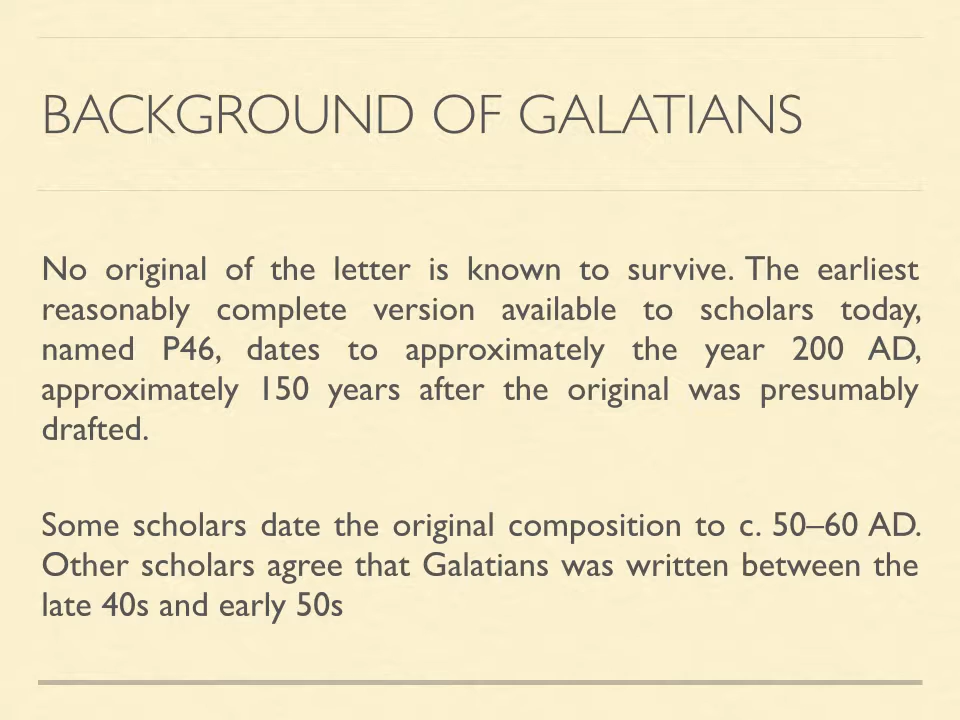 BACKGROUND OF GALATIANS
No original of the letter is known to survive. The earliest
reasonably complete version available to scholars today,
named P46, dates to approximately the year 200 AD,
approximately 150 years after the original was presumably
drafted.
Some scholars date the original composition to c. 50–60 AD.
Other scholars agree that Galatians was written between the
late 40s and early 50s